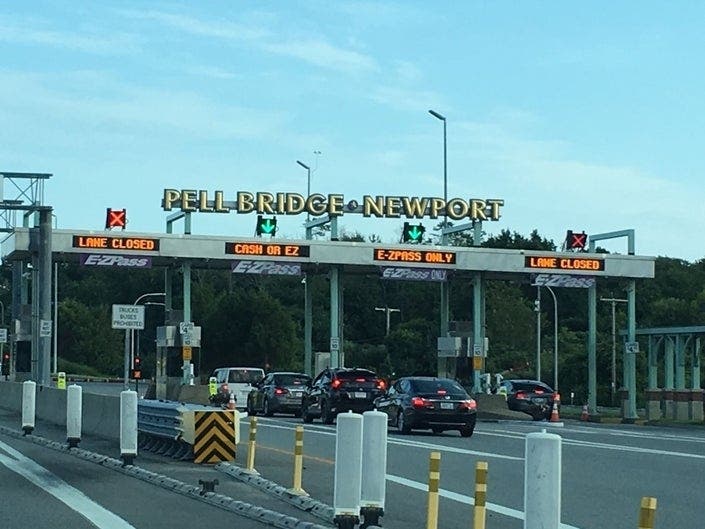 PELL BRIDGE • NEWPORT
LANE CLOSED
CASH OR EZ
E-ZPASS ONLY
LANE CLOSED
E-ZPass
E-ZPass
E-ZPass ONLY
E-ZPass
TRUCKS
BUSES
PROHIBITED